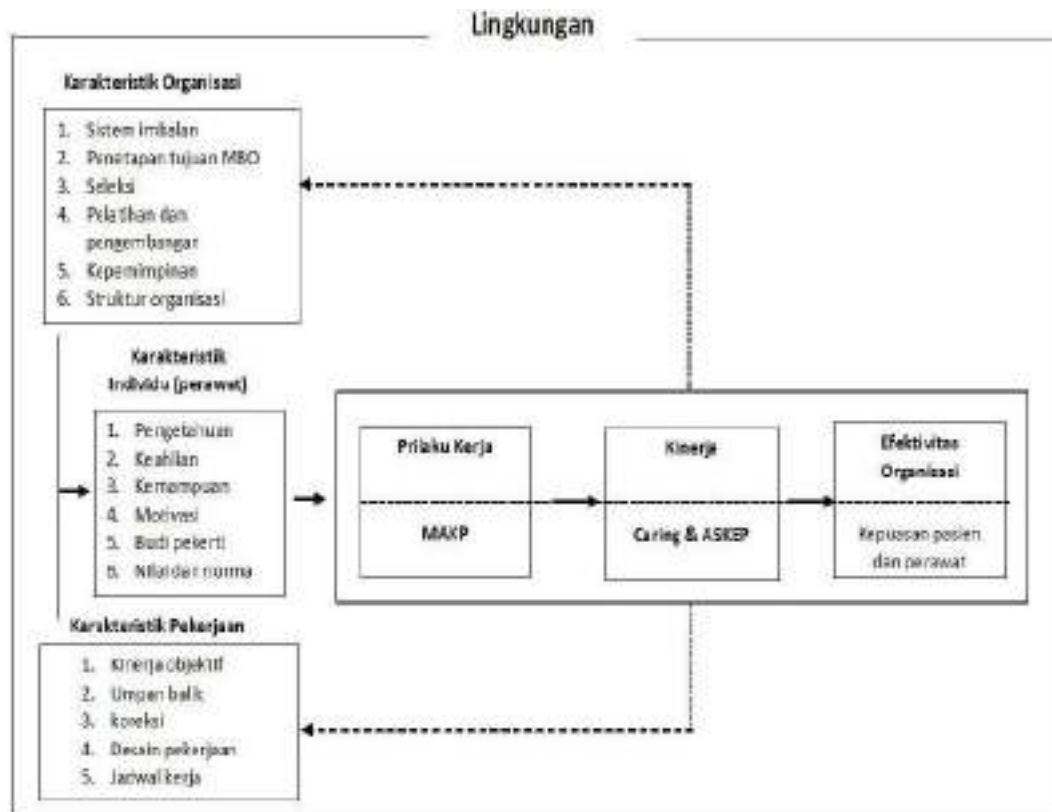 Lingkungan
Karakteristik Organisasi
1. Sistem imbalan
2. Penetapan tujuan MBO
3. Seleksi
4. Pelatihan dan
pengembangar
5. Kepemimpinan
6. Struktur organisasi
Karakteristik
Individu (perawat)
1. Pengetahuan
2. Keahlian
3. Kemampuan
4. Motivasi
5. Budi pekerti
6. Nilai dan norma
Prilaku Kerja
MAKP
Kinerja
Caring & ASKEP
Efektivitas
Organisasi
Kepuasan pasien
dan perawat
Karakteristik Pekerjaan
1. Kinerja objektif
2. Umpan balik
3. koreksi
4. Desain pekerjaan
5. Jadwal kerja